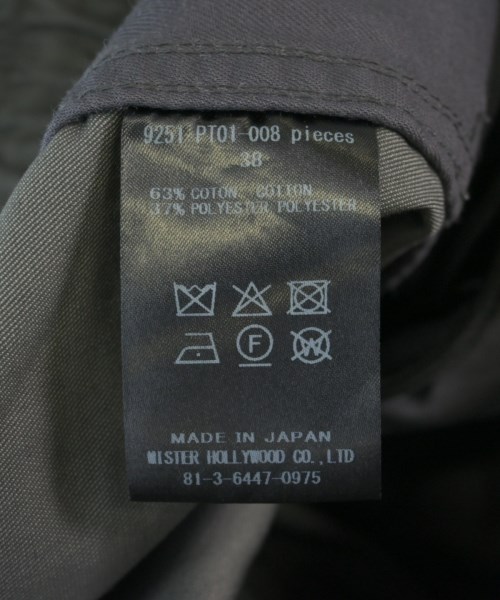 9251-PT01-008 pieces
38
63% COTON, COTTON
37% POLYESTER POLYESTER
F
W
MADE IN JAPAN
MISTER HOLLYWOOD CO.,LTD
81-3-6447-0975